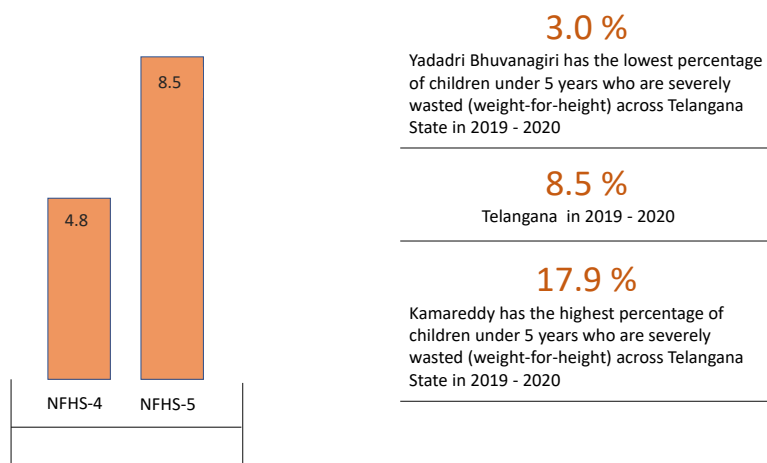 8.5
4.8
NFHS-4
NFHS-5
3.0 %
Yadadri Bhuvanagiri has the lowest percentage
of children under 5 years who are severely
wasted (weight-for-height) across Telangana
State in 2019 - 2020
8.5 %
Telangana  in 2019 - 2020
17.9 %
Kamareddy has the highest percentage of
children under 5 years who are severely
wasted (weight-for-height) across Telangana
State in 2019 - 2020